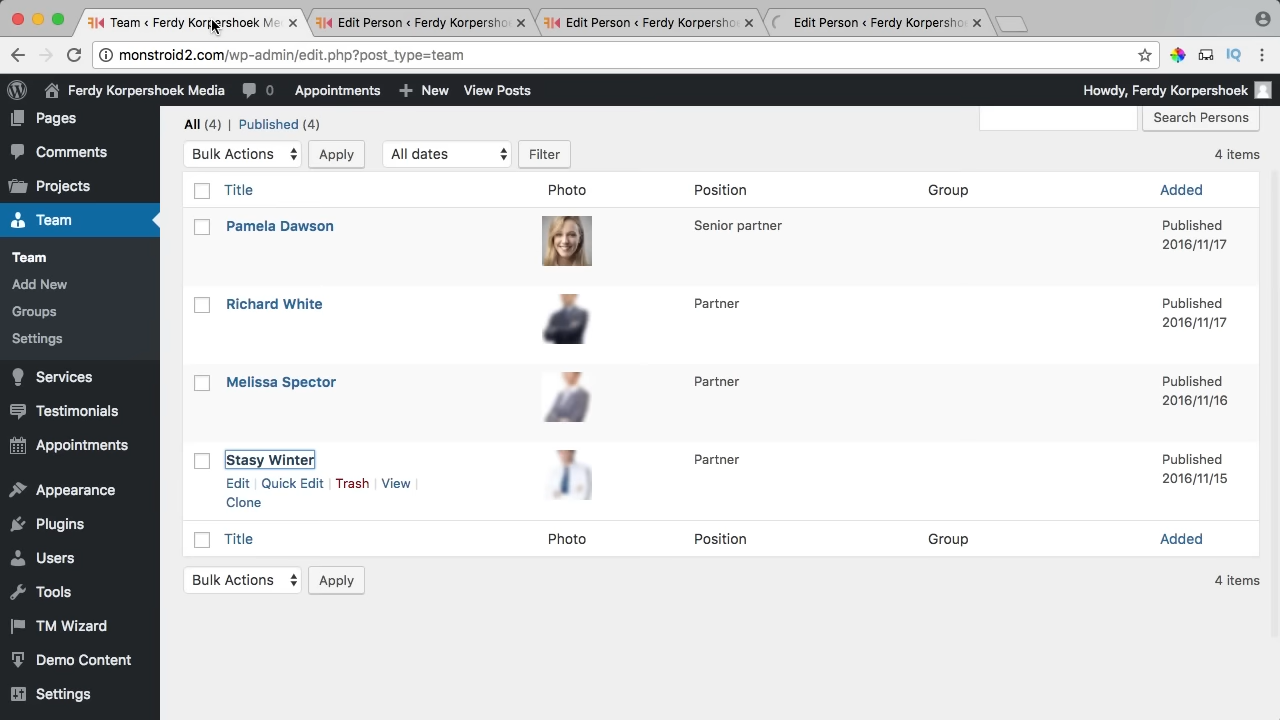 Team ‹ Ferdy Korpershoek Me
Edit Person ‹ Ferdy Korpersho
Edit Person ‹ Ferdy Korpersho
Edit Person ‹ Ferdy Korpersho
monstroid2.com/wp-admin/edit.php?post_type=team
Ferdy Korpershoek Media
0
Appointments
New
View Posts
Howdy, Ferdy Korpershoek
Pages
Comments
Projects
Team
Team
Add New
Groups
Settings
Services
Testimonials
Appointments
Appearance
Plugins
Users
Tools
TM Wizard
Demo Content
Settings
All (4) | Published (4)
Search Persons
Bulk Actions Apply All dates Filter 4 items
Title Photo Position Group Added
Pamela Dawson Senior partner Published
2016/11/17
Richard White Partner Published
2016/11/17
Melissa Spector Partner Published
2016/11/16
Stasy Winter Partner Published
2016/11/15
Edit | Quick Edit | Trash | View |
Clone
Title Photo Position Group Added
Bulk Actions Apply 4 items